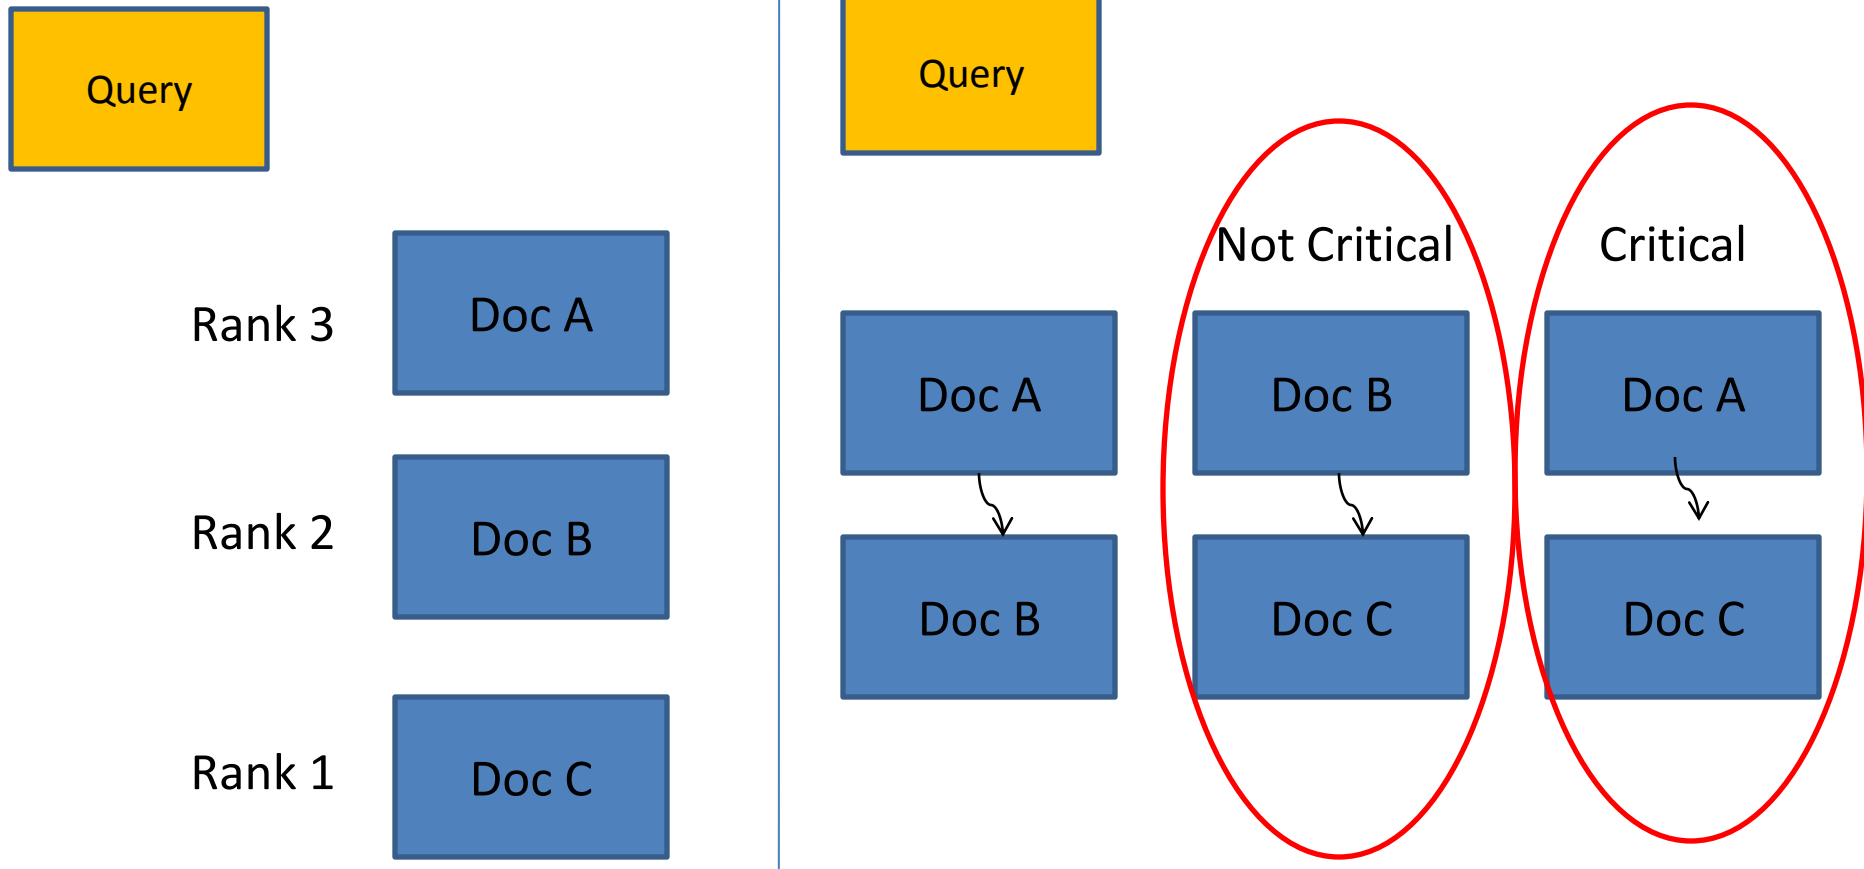 Query
Rank 3
Doc A
Rank 2
Doc B
Rank 1
Doc C
Query
Not Critical
Critical
Doc A
Doc B
Doc A
Doc B
Doc C
Doc C